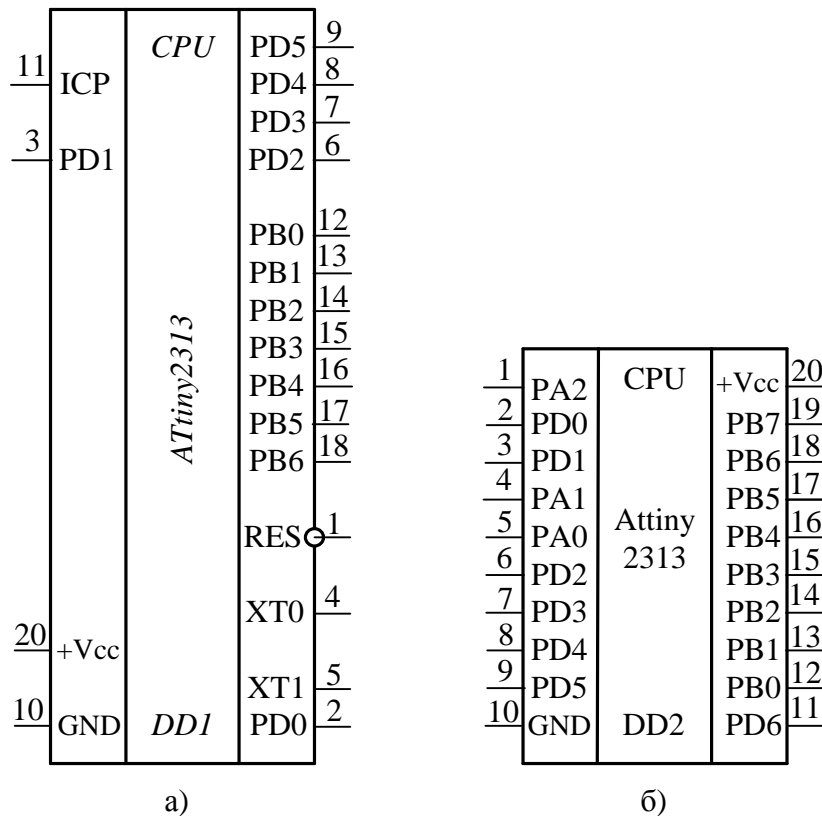 CPU
PD5 9
11 ICP
PD4 8
PD3 7
3 PD1
PD2 6
PB0 12
PB1 13
PB2 14
PB3 15
PB4 16
PB5 17
PB6 18
ATtiny2313
RES 1
XT0 4
20 +Vcc
XT1 5
10 GND
DD1
PD0 2
а)
1 PA2 CPU +Vcc 20
2 PD0 PB7 19
3 PD1 PB6 18
4 PA1 PB5 17
5 PA0 Attiny PB4 16
6 PD2 2313 PB3 15
7 PD3 PB2 14
8 PD4 PB1 13
9 PD5 PB0 12
10 GND DD2 PD6 11
б)